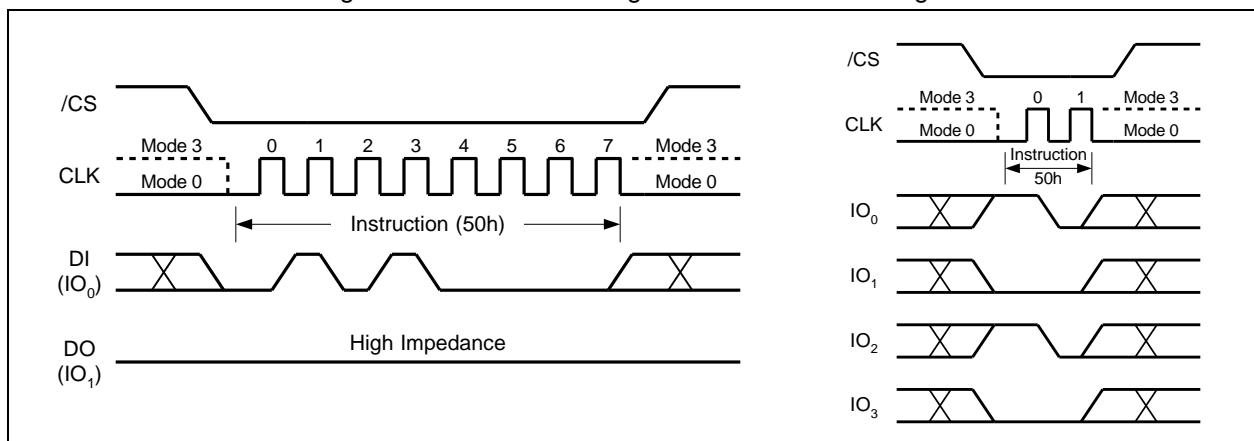 /CS
Mode 3
0 1 2 3 4 5 6 7
Mode 3
CLK
Mode 0
Mode 0
Instruction (50h)
DI
(IO0)
DO
(IO1)
High Impedance
/CS
Mode 3
0 1
Mode 3
CLK
Mode 0
Mode 0
Instruction
50h
IO0
IO1
IO2
IO3